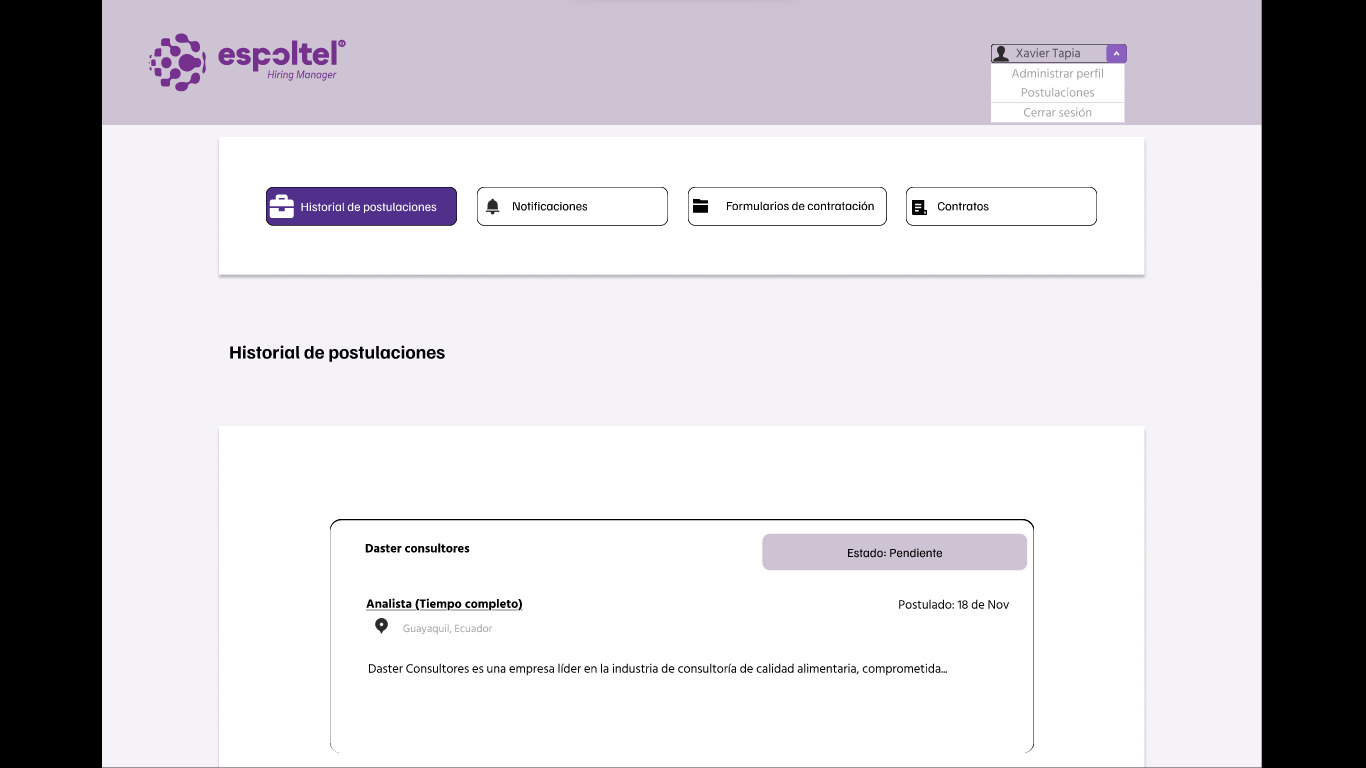 espoltel®
Hiring Manager
Xavier Tapia
Administrar perfil
Postulaciones
Cerrar sesión
Historial de postulaciones
Notificaciones
Formularios de contratación
Contratos
Historial de postulaciones
Daster consultores
Estado: Pendiente
Analista (Tiempo completo)
Postulado: 18 de Nov
Guayaquil, Ecuador
Daster Consultores es una empresa líder en la industria de consultoría de calidad alimentaria, comprometida...